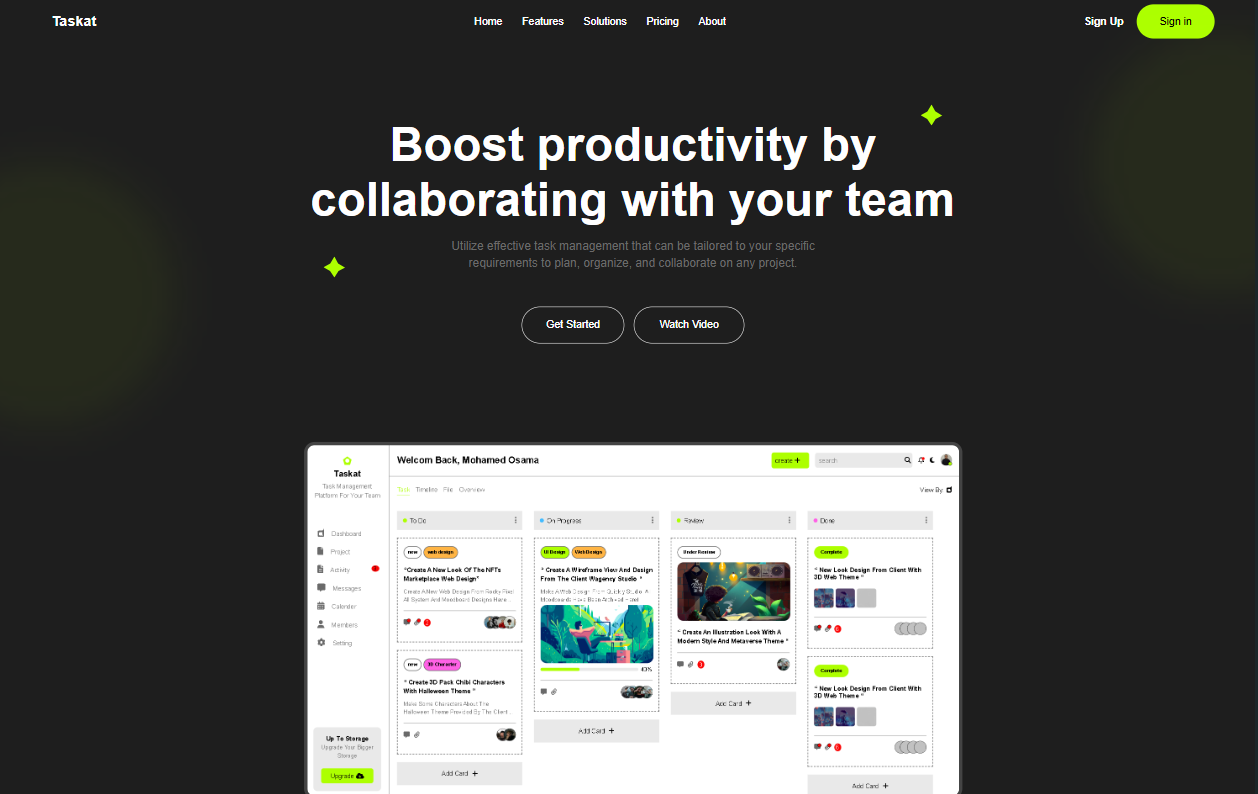 Taskat
Home Features Solutions Pricing About
Sign Up Sign in
Boost productivity by
collaborating with your team
Utilize effective task management that can be tailored to your specific
requirements to plan, organize, and collaborate on any project.
Get Started Watch Video
Taskat
Task Management
Platform For Your Team
Dashboard
Project
Activity
Messages
Calender
Members
Setting
Up To Storage
Upgrade Your Bigger
Storage
Upgrade
Welcom Back, Mohamed Osama
create +
search
Task Timeline File Overview
View By
To Do
new web design
"Create A New Look Of The NFTs
Marketplace Web Design"
Create A New Web Design From Rocky Pixel
All System And Moodboard Designs Here
new 3D Character
" Create 3D Pack Chibi Characters
With Halloween Theme "
Make Some Characters About The
Halloween Theme Provided By The Client
Add Card +
On Progress
UI Design Web Design
" Create A Wireframe View And Design
From The Client Wagency Studio "
Make A Web Design From Quickly Studio. A
Moodboards Have Been Archived Here!
Add Card +
Review
Under Review
" Create An Illustration Look With A
Modern Style And Metaverse Theme "
Add Card +
Done
Complete
" New Look Design From Client With
3D Web Theme "
Complete
" New Look Design From Client With
3D Web Theme "
Add Card +